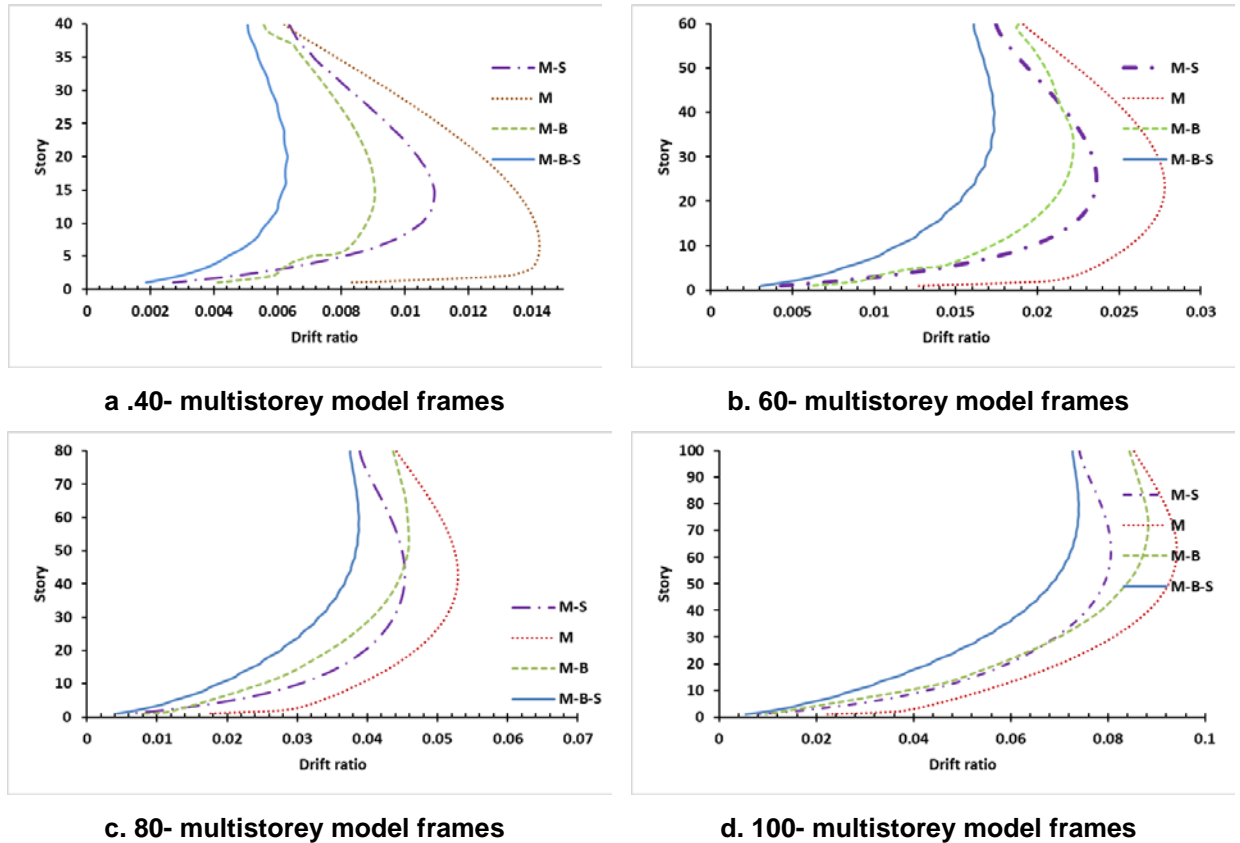 40
35
30
25
20
15
10
5
0
Story
0 0.002 0.004 0.006 0.008 0.01 0.012 0.014
Drift ratio
M-S
M
M-B
M-B-S
a .40- multistorey model frames
60
50
40
30
20
10
0
Story
0 0.005 0.01 0.015 0.02 0.025 0.03
Drift ratio
M-S
M
M-B
M-B-S
b. 60- multistorey model frames
80
70
60
50
40
30
20
10
0
Story
0 0.01 0.02 0.03 0.04 0.05 0.06 0.07
Drift ratio
M-S
M
M-B
M-B-S
c. 80- multistorey model frames
100
90
80
70
60
50
40
30
20
10
0
Story
0 0.02 0.04 0.06 0.08 0.1
Drift ratio
M-S
M
M-B
M-B-S
d. 100- multistorey model frames